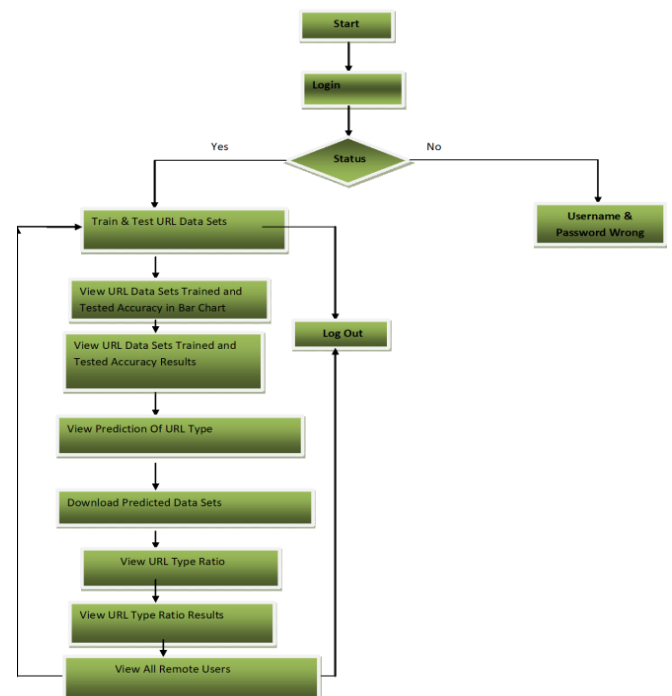 Start
Login
Status
Yes
No
Train & Test URL Data Sets
Username &
Password Wrong
View URL Data Sets Trained and
Tested Accuracy in Bar Chart
Log Out
View URL Data Sets Trained and
Tested Accuracy Results
View Prediction Of URL Type
Download Predicted Data Sets
View URL Type Ratio
View URL Type Ratio Results
View All Remote Users